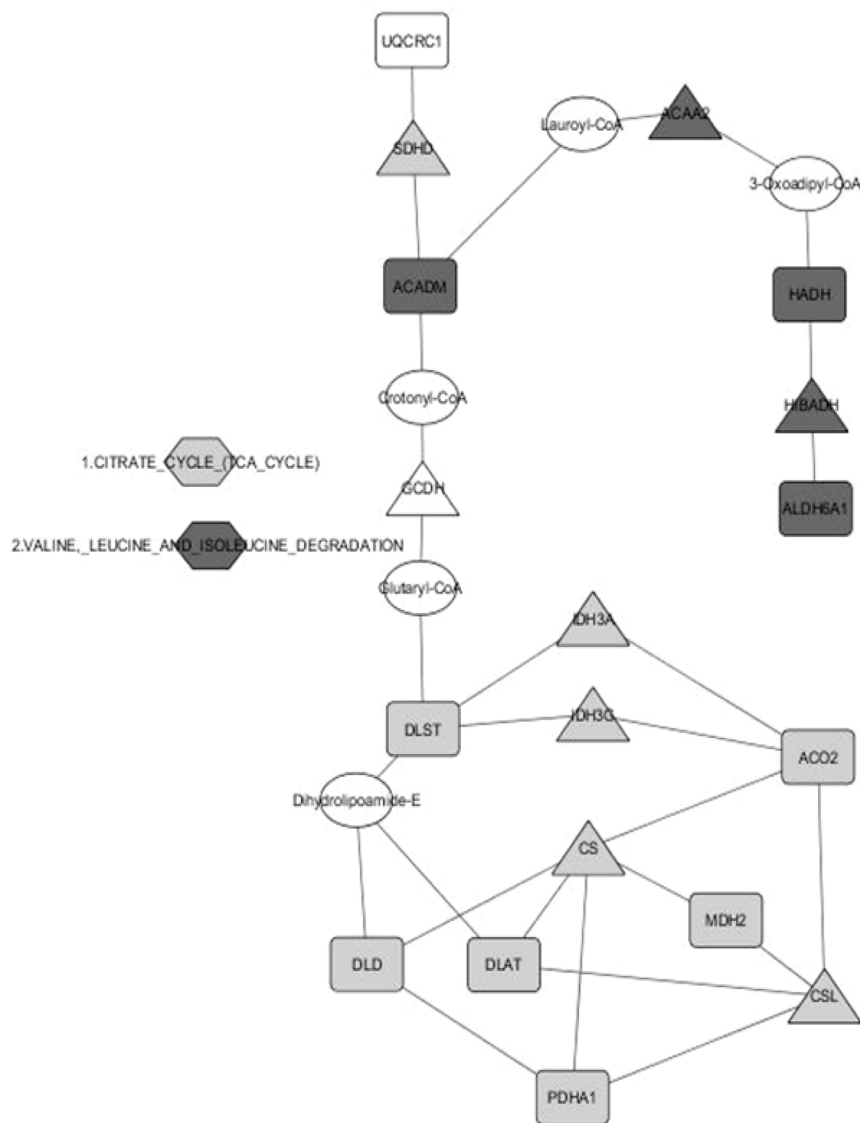 UQCRC1
Lauroyl-CoA
ACAA2
SDHD
3-Oxoadipyl-CoA
ACADM
HADH
Crotonyl-CoA
HIBADH
1.CITRATE_CYCLE_(TCA_CYCLE)
GCDH
ALDH6A1
2.VALINE,_LEUCINE_AND_ISOLEUCINE_DEGRADATION
Glutaryl-CoA
IDH3A
IDH3G
DLST
ACO2
Dihydrolipoamide-E
CS
MDH2
DLD
DLAT
CSL
PDHA1